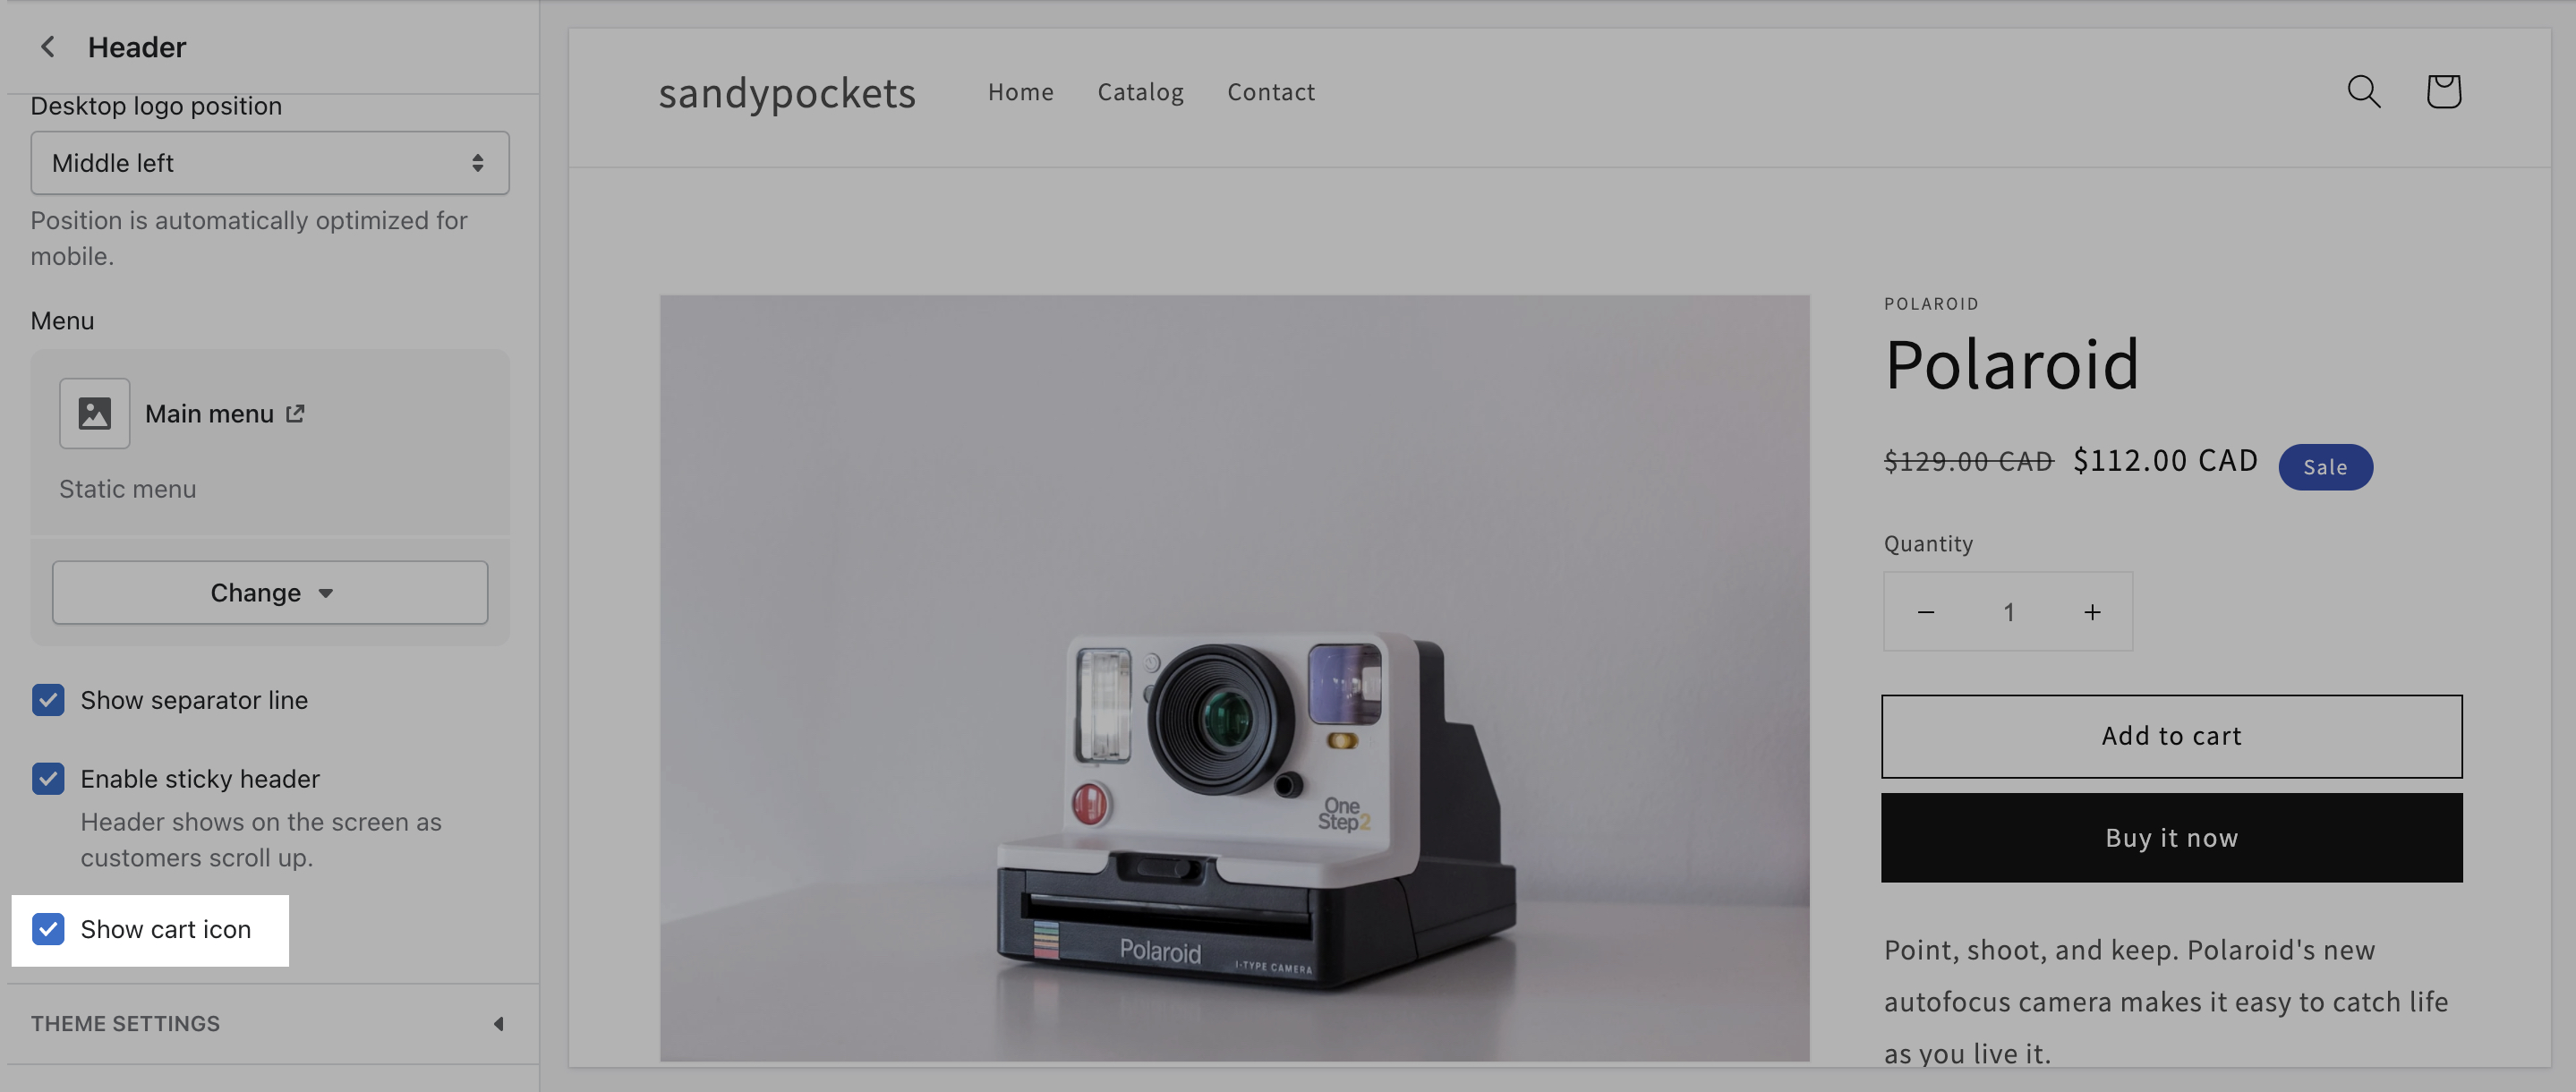 Header
Desktop logo position
Middle left
Position is automatically optimized for
mobile.
Menu
Main menu
Static menu
Change
Show separator line
Enable sticky header
Header shows on the screen as
customers scroll up.
Show cart icon
THEME SETTINGS
sandypockets
Home
Catalog
Contact
One
Step2
Polaroid
I-TYPE CAMERA
POLAROID
Polaroid
$129.00 CAD $112.00 CAD Sale
Quantity
1
Add to cart
Buy it now
Point, shoot, and keep. Polaroid's new
autofocus camera makes it easy to catch life
as you live it.